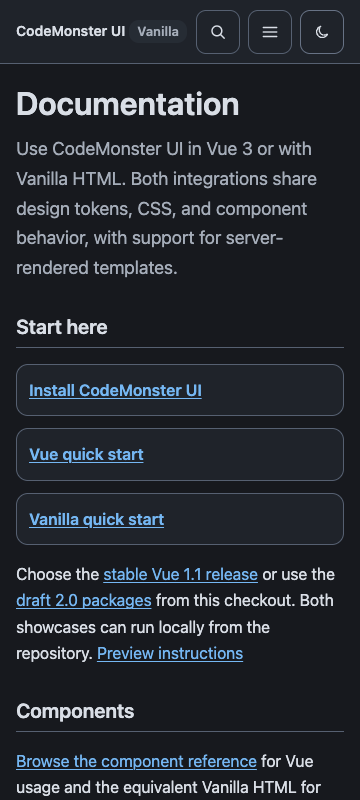 CodeMonster UI Vanilla
Documentation
Use CodeMonster UI in Vue 3 or with
Vanilla HTML. Both integrations share
design tokens, CSS, and component
behavior, with support for server-
rendered templates.
Start here
Install CodeMonster UI
Vue quick start
Vanilla quick start
Choose the stable Vue 1.1 release or use the
draft 2.0 packages from this checkout. Both
showcases can run locally from the
repository. Preview instructions
Components
Browse the component reference for Vue
usage and the equivalent Vanilla HTML for